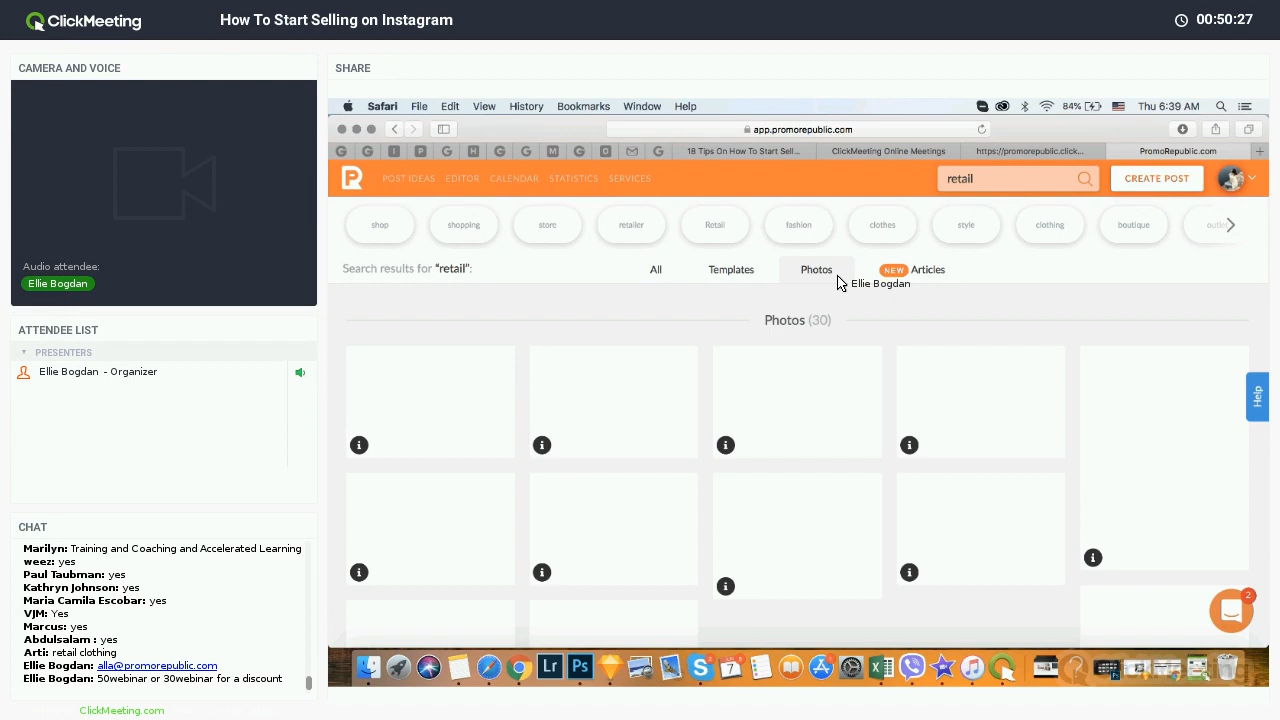 ClickMeeting
How To Start Selling on Instagram
00:50:27
CAMERA AND VOICE
Audio attendee:
Ellie Bogdan
ATTENDEE LIST
PRESENTERS
Ellie Bogdan - Organizer
CHAT
Marilyn: Training and Coaching and Accelerated Learning
weez: yes
Paul Taubman: yes
Kathryn Johnson: yes
Maria Camila Escobar: yes
VJM: Yes
Marcus: yes
Abdulsalam : yes
Arti: retail clothing
Ellie Bogdan: alla@promorepublic.com
Ellie Bogdan: 50webinar or 30webinar for a discount
ClickMeeting.com
SHARE
Safari File Edit View History Bookmarks Window Help
84% Thu 6:39 AM
app.promorepublic.com
18 Tips On How To Start Sell... ClickMeeting Online Meetings https://promorepublic.click... PromoRepublic.com
POST IDEAS EDITOR CALENDAR STATISTICS SERVICES
retail
CREATE POST
shop shopping store retailer Retail fashion clothes style clothing boutique
Search results for "retail":
All Templates Photos NEW Articles
Ellie Bogdan
Photos (30)
Help
2
Lr Ps
7